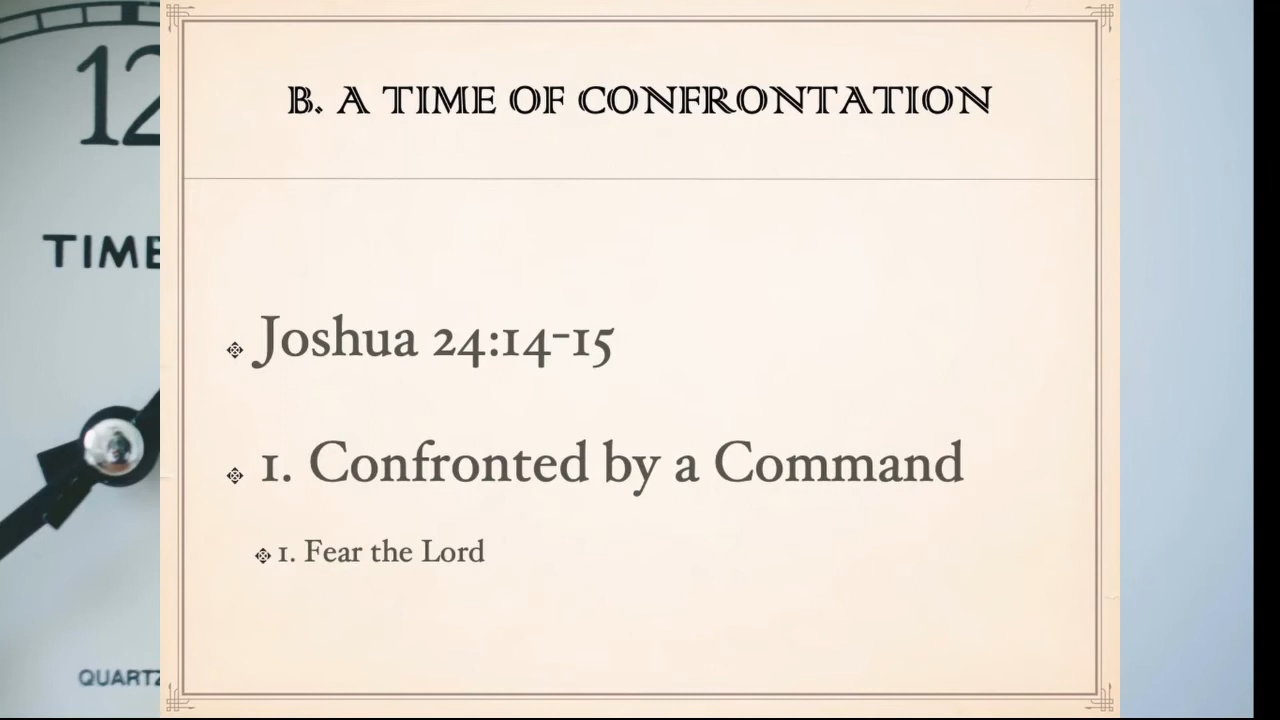 B. A TIME OF CONFRONTATION
12
TIME
Joshua 24:14-15
1. Confronted by a Command
1. Fear the Lord
QUARTZ